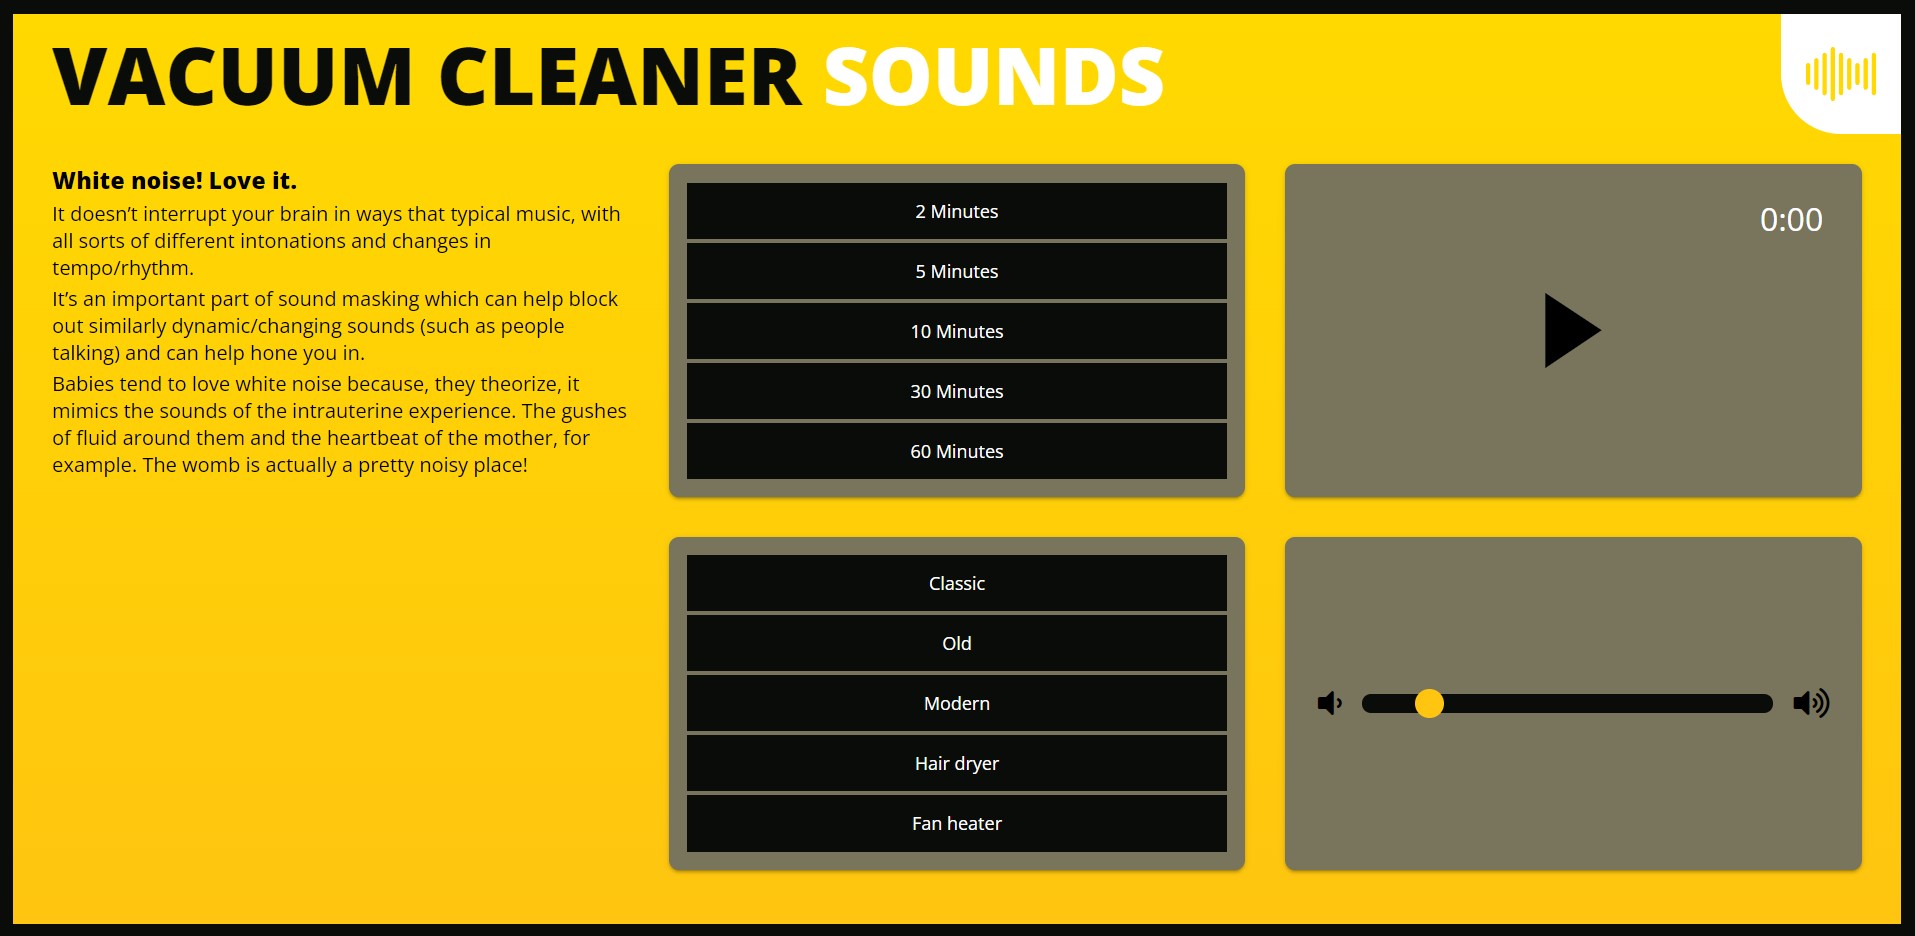 VACUUM CLEANER SOUNDS
White noise! Love it.
It doesn’t interrupt your brain in ways that typical music, with
all sorts of different intonations and changes in
tempo/rhythm.
It’s an important part of sound masking which can help block
out similarly dynamic/changing sounds (such as people
talking) and can help hone you in.
Babies tend to love white noise because, they theorize, it
mimics the sounds of the intrauterine experience. The gushes
of fluid around them and the heartbeat of the mother, for
example. The womb is actually a pretty noisy place!
2 Minutes
5 Minutes
10 Minutes
30 Minutes
60 Minutes
0:00
Classic
Old
Modern
Hair dryer
Fan heater